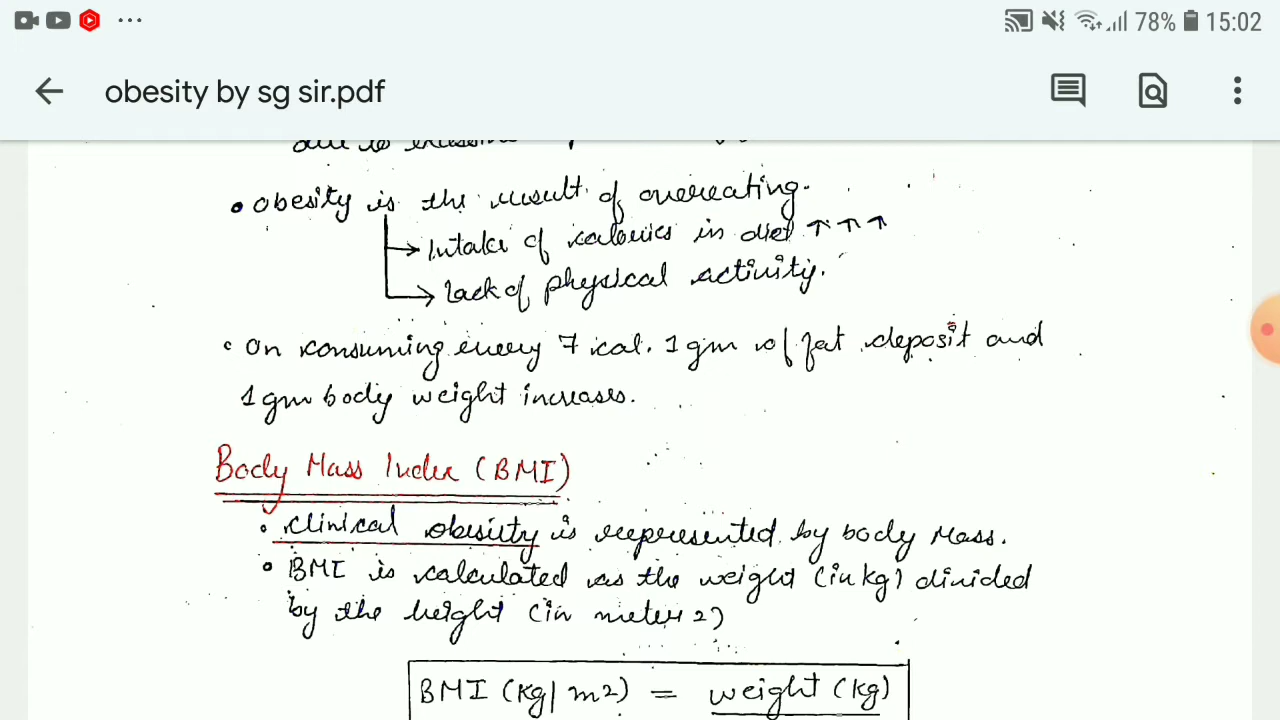 78% 15:02
obesity by sg sir.pdf
due to
• Obesity is the result of overeating.
→ Intake of calories in diet ↑↑↑
→ lack of physical activity.
• On consuming every 7 cal. 1 gm of fat deposit and
1 gm body weight increases.
Body Mass Index (BMI)
• Clinical obesity is represented by body Mass.
• BMI is calculated as the weight (in kg) divided
by the height (in meter 2)
BMI (kg/m2) = weight (kg)